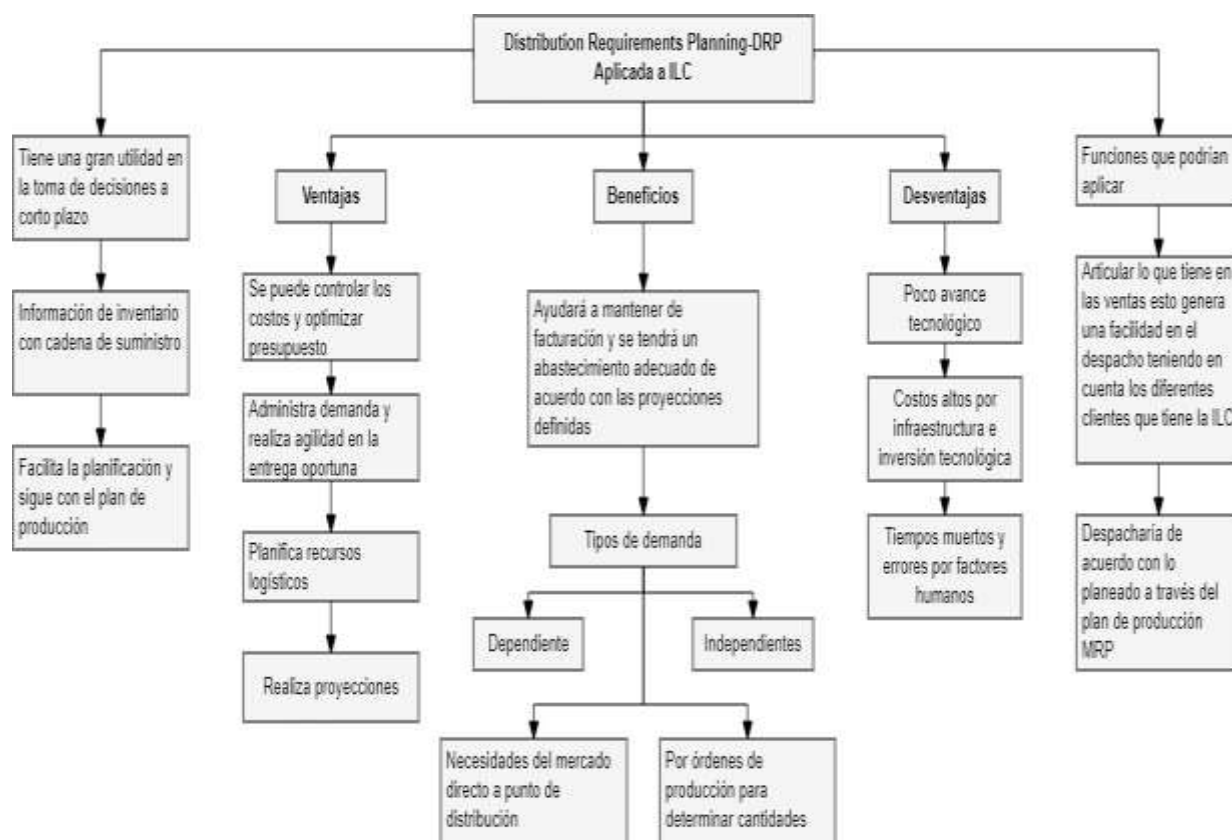 Distribution Requirements Planning-DRP
Aplicada a ILC
Tiene una gran utilidad en
la toma de decisiones a
corto plazo
Información de inventario
con cadena de suministro
Facilita la planificación y
sigue con el plan de
producción
Ventajas
Se puede controlar los
costos y optimizar
presupuesto
Administra demanda y
realiza agilidad en la
entrega oportuna
Planifica recursos
logísticos
Realiza proyecciones
Beneficios
Ayudará a mantener de
facturación y se tendrá un
abastecimiento adecuado de
acuerdo con las proyecciones
definidas
Tipos de demanda
Dependiente
Independientes
Necesidades del mercado
directo a punto de
distribución
Por órdenes de
producción para
determinar cantidades
Desventajas
Poco avance
tecnológico
Costos altos por
infraestructura e
inversión tecnológica
Tiempos muertos y
errores por factores
humanos
Funciones que podrían
aplicar
Articular lo que tiene en
las ventas esto genera
una facilidad en el
despacho teniendo en
cuenta los diferentes
clientes que tiene la ILC
Despacharía de
acuerdo con lo
planeado a través del
plan de producción
MRP